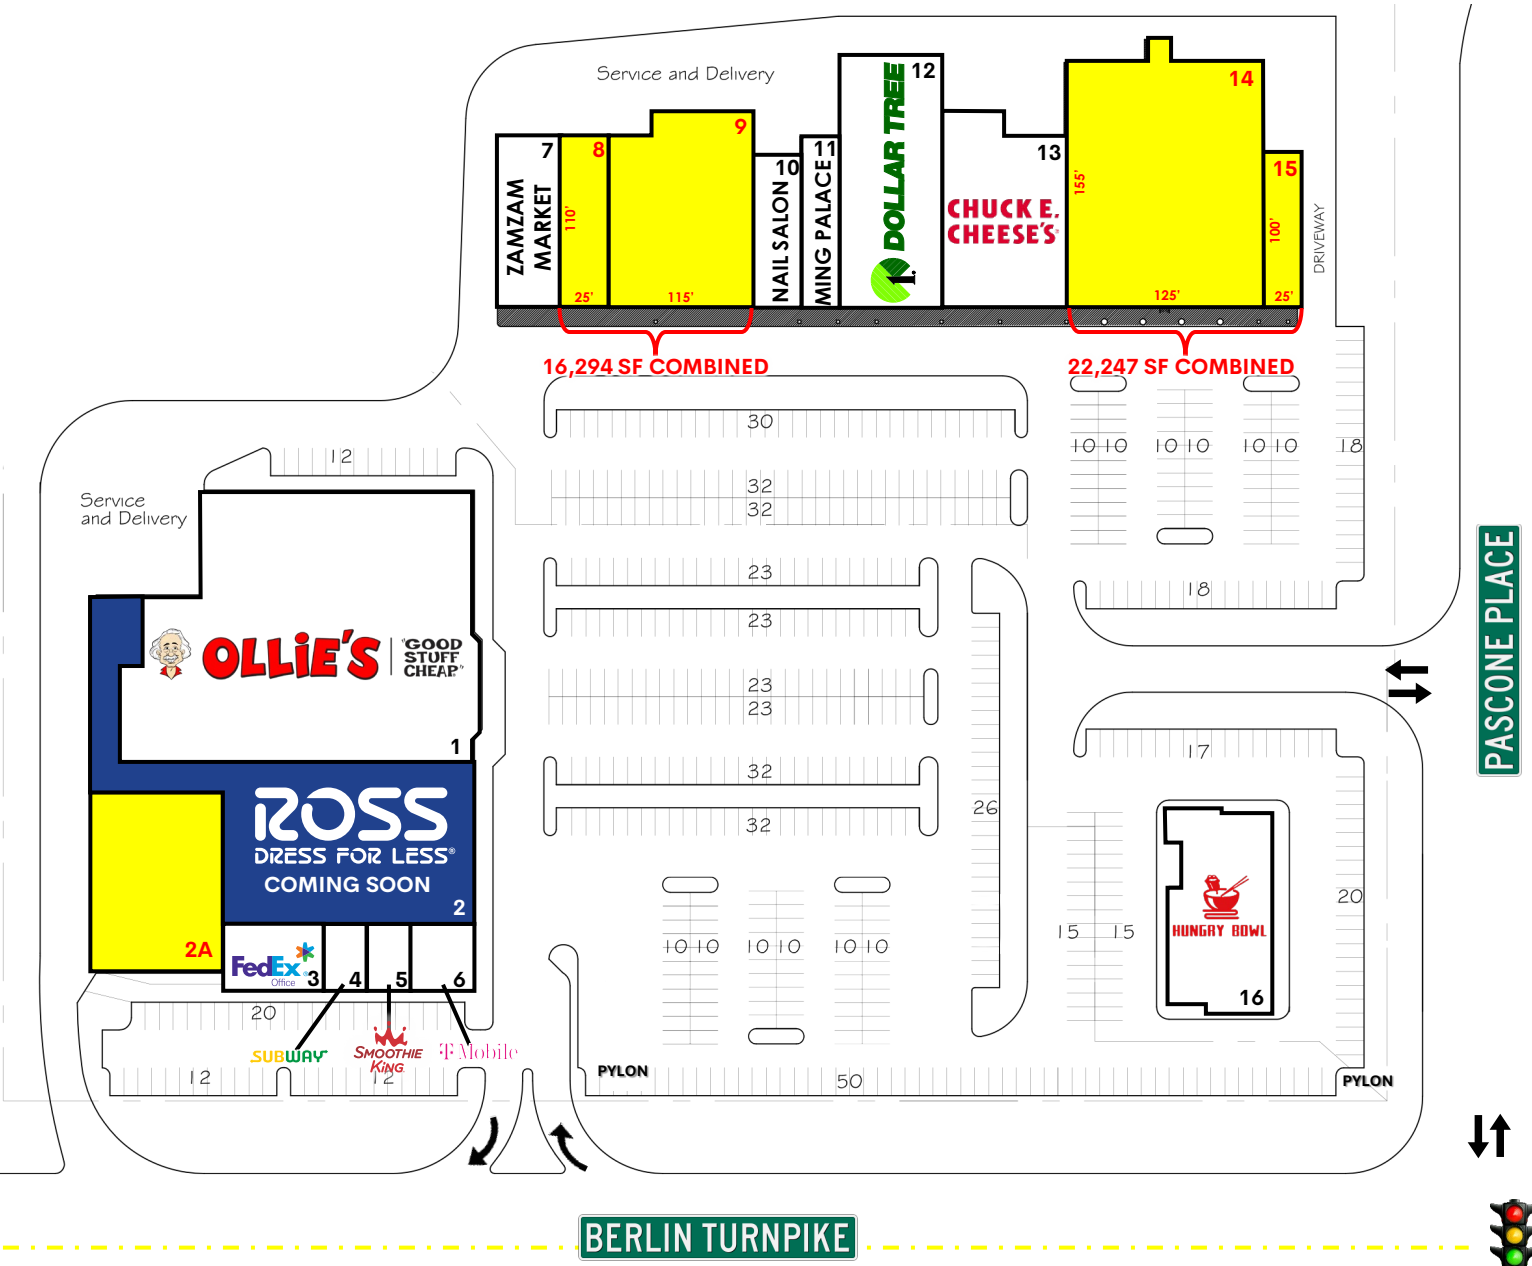 Service and Delivery
7
ZAMZAM
MARKET
8
110'
25'
9
115'
10
NAIL SALON
11
MING PALACE
12
DOLLAR TREE
1.
13
CHUCK E.
CHEESE'S
14
155'
125'
15
100'
25'
DRIVEWAY
16,294 SF COMBINED
22,247 SF COMBINED
30
32
32
23
23
23
23
32
32
10 10
10 10
10 10
18
18
12
Service
and Delivery
OLLIE'S
"GOOD
STUFF
CHEAP"
1
ROSS
DRESS FOR LESS®
COMING SOON
2
2A
FedEx®
Office
3
4
5
6
20
SUBWAY
SMOOTHIE
KING
T Mobile
12
12
10 10
10 10
10 10
26
17
15 15
20
HUNGRY BOWL
16
PYLON
50
PYLON
PASCONE PLACE
BERLIN TURNPIKE